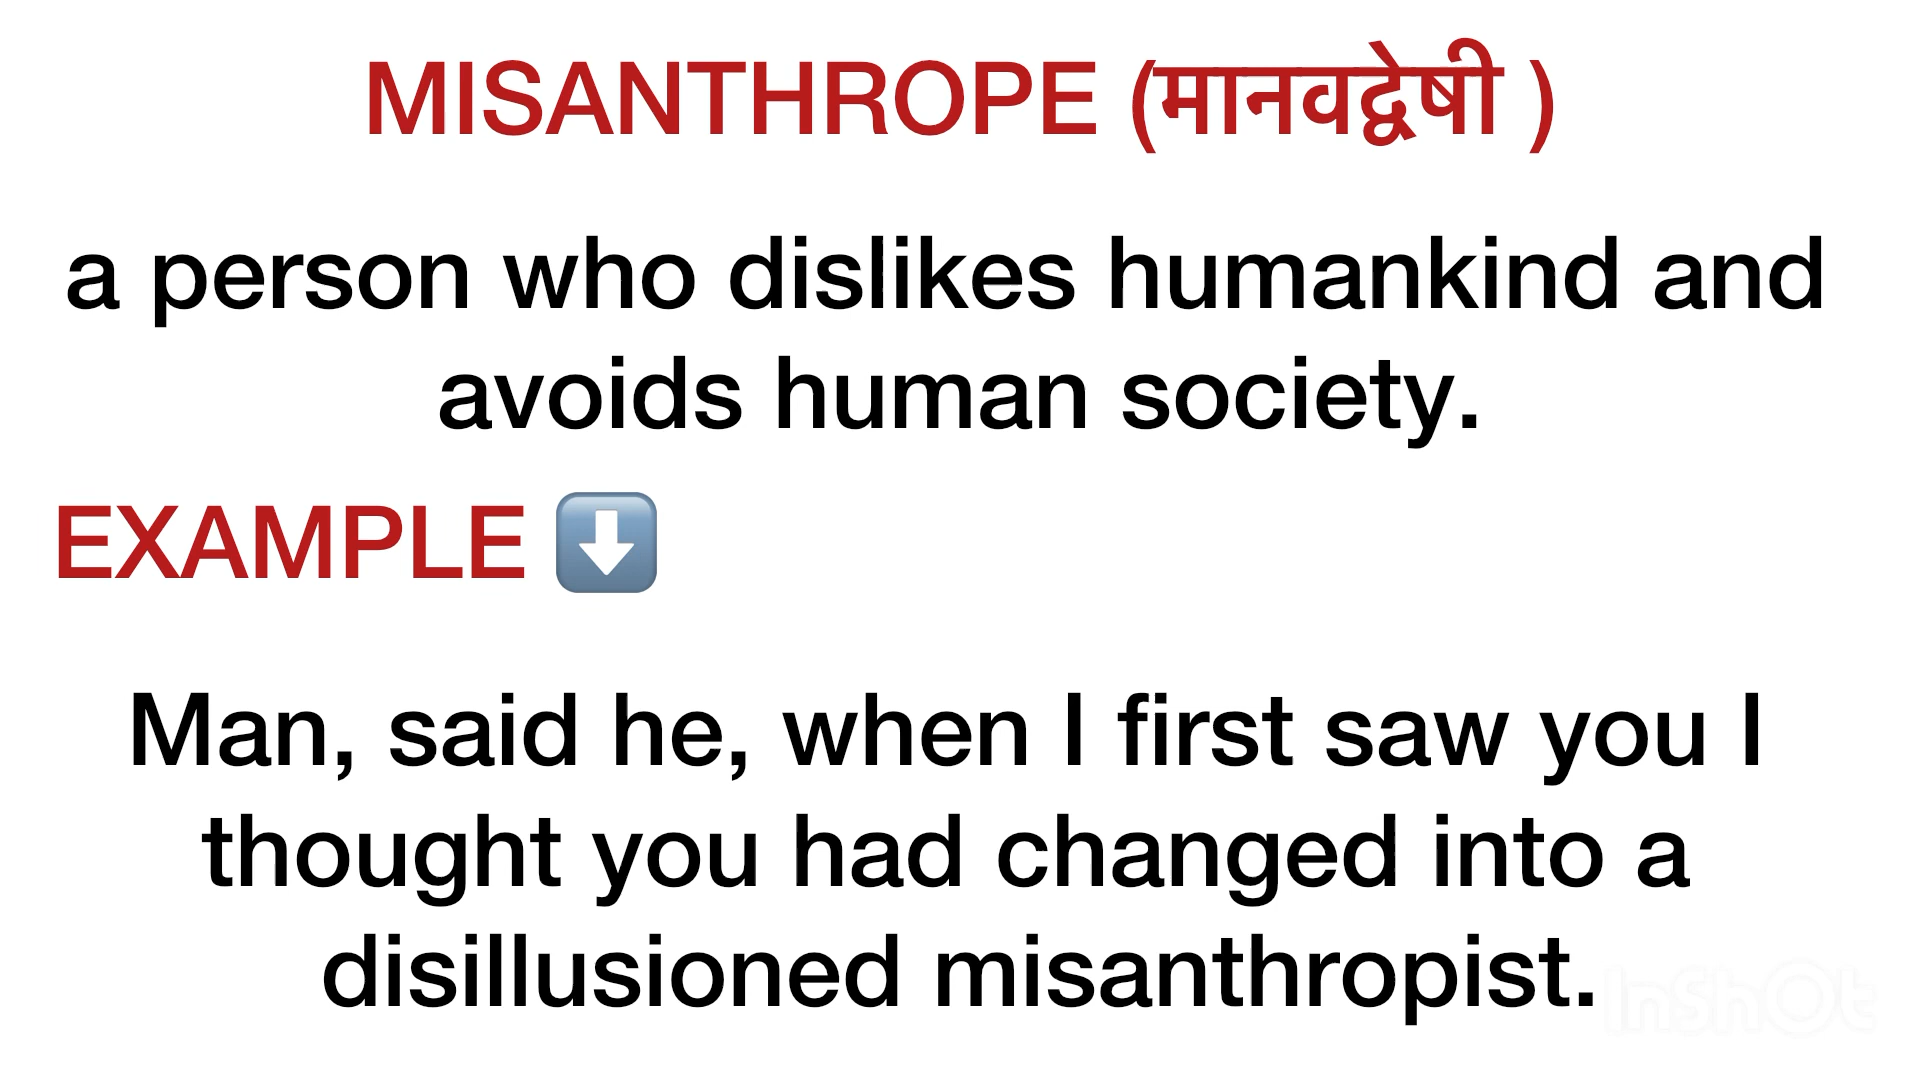 MISANTHROPE (मानवद्वेषी )
a person who dislikes humankind and
avoids human society.
EXAMPLE ⬇️
Man, said he, when I first saw you I
thought you had changed into a
disillusioned misanthropist.
InShOt